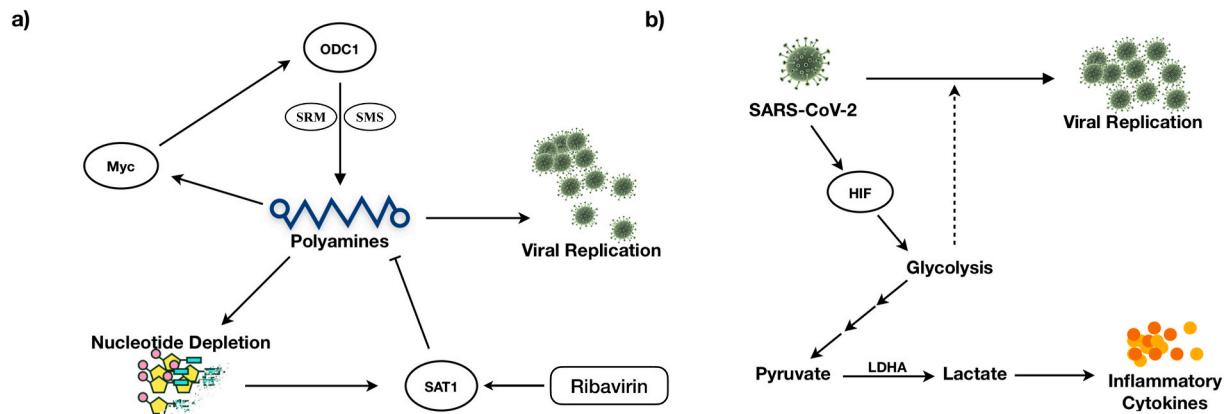 a)
ODC1
SRM
SMS
Myc
Polyamines
Viral Replication
Nucleotide Depletion
SAT1
Ribavirin
b)
SARS-CoV-2
Viral Replication
HIF
Glycolysis
Pyruvate
LDHA
Lactate
Inflammatory
Cytokines